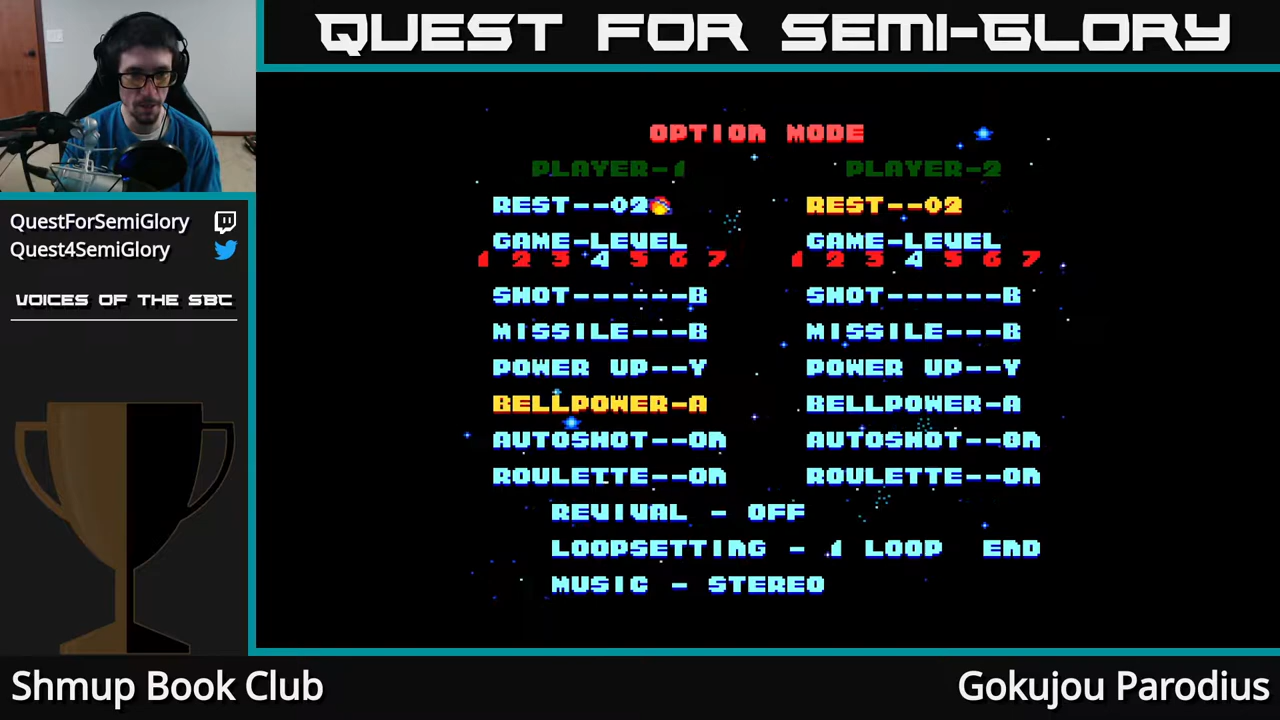 QUEST FOR SEMI-GLORY
QuestForSemiGlory
Quest4SemiGlory
VOICES OF THE SBC
OPTION MODE
PLAYER-1 PLAYER-2
REST--02 REST--02
GAME-LEVEL GAME-LEVEL
1 2 3 4 5 6 7 1 2 3 4 5 6 7
SHOT------B SHOT------B
MISSILE---B MISSILE---B
POWER UP--Y POWER UP--Y
BELLPOWER-A BELLPOWER-A
AUTOSHOT--ON AUTOSHOT--ON
ROULETTE--ON ROULETTE--ON
REVIVAL - OFF
LOOPSETTING - 1 LOOP END
MUSIC - STEREO
Shmup Book Club
Gokujou Parodius